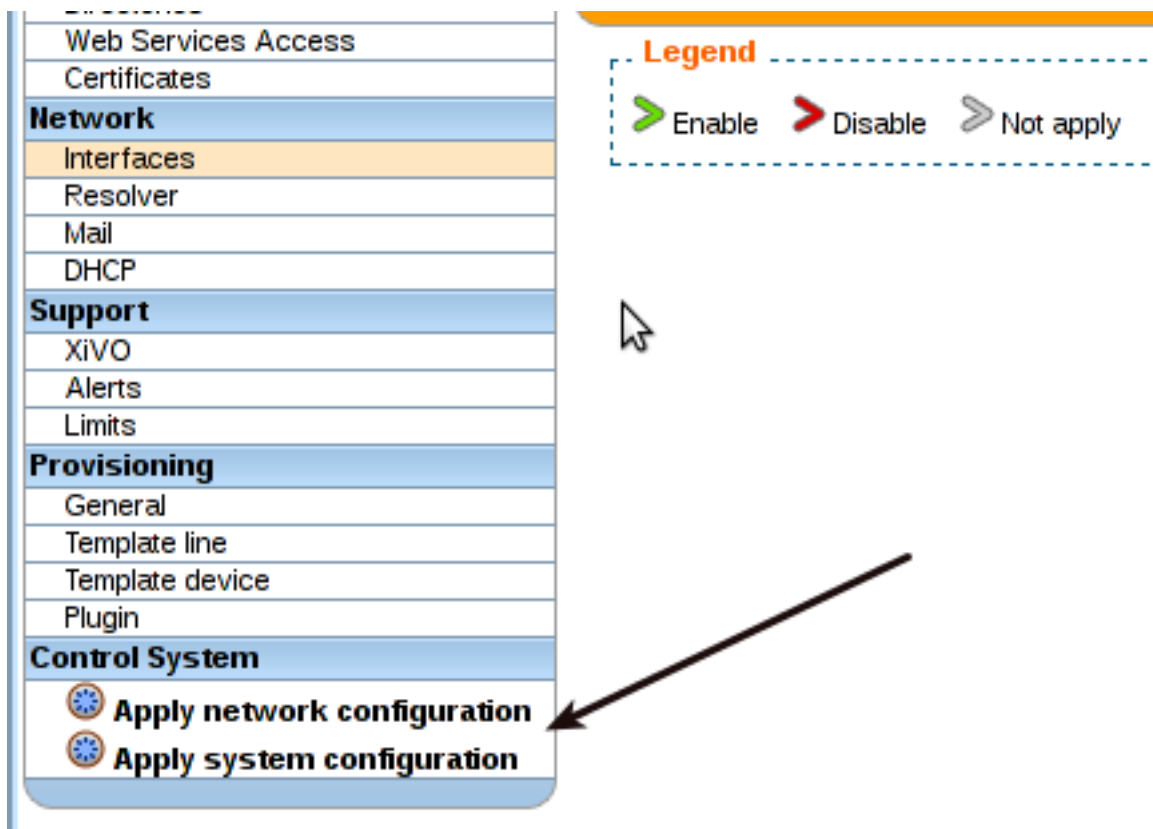 Web Services Access
Certificates
Network
Interfaces
Resolver
Mail
DHCP
Support
XiVO
Alerts
Limits
Provisioning
General
Template line
Template device
Plugin
Control System
Apply network configuration
Apply system configuration
Legend
Enable Disable Not apply